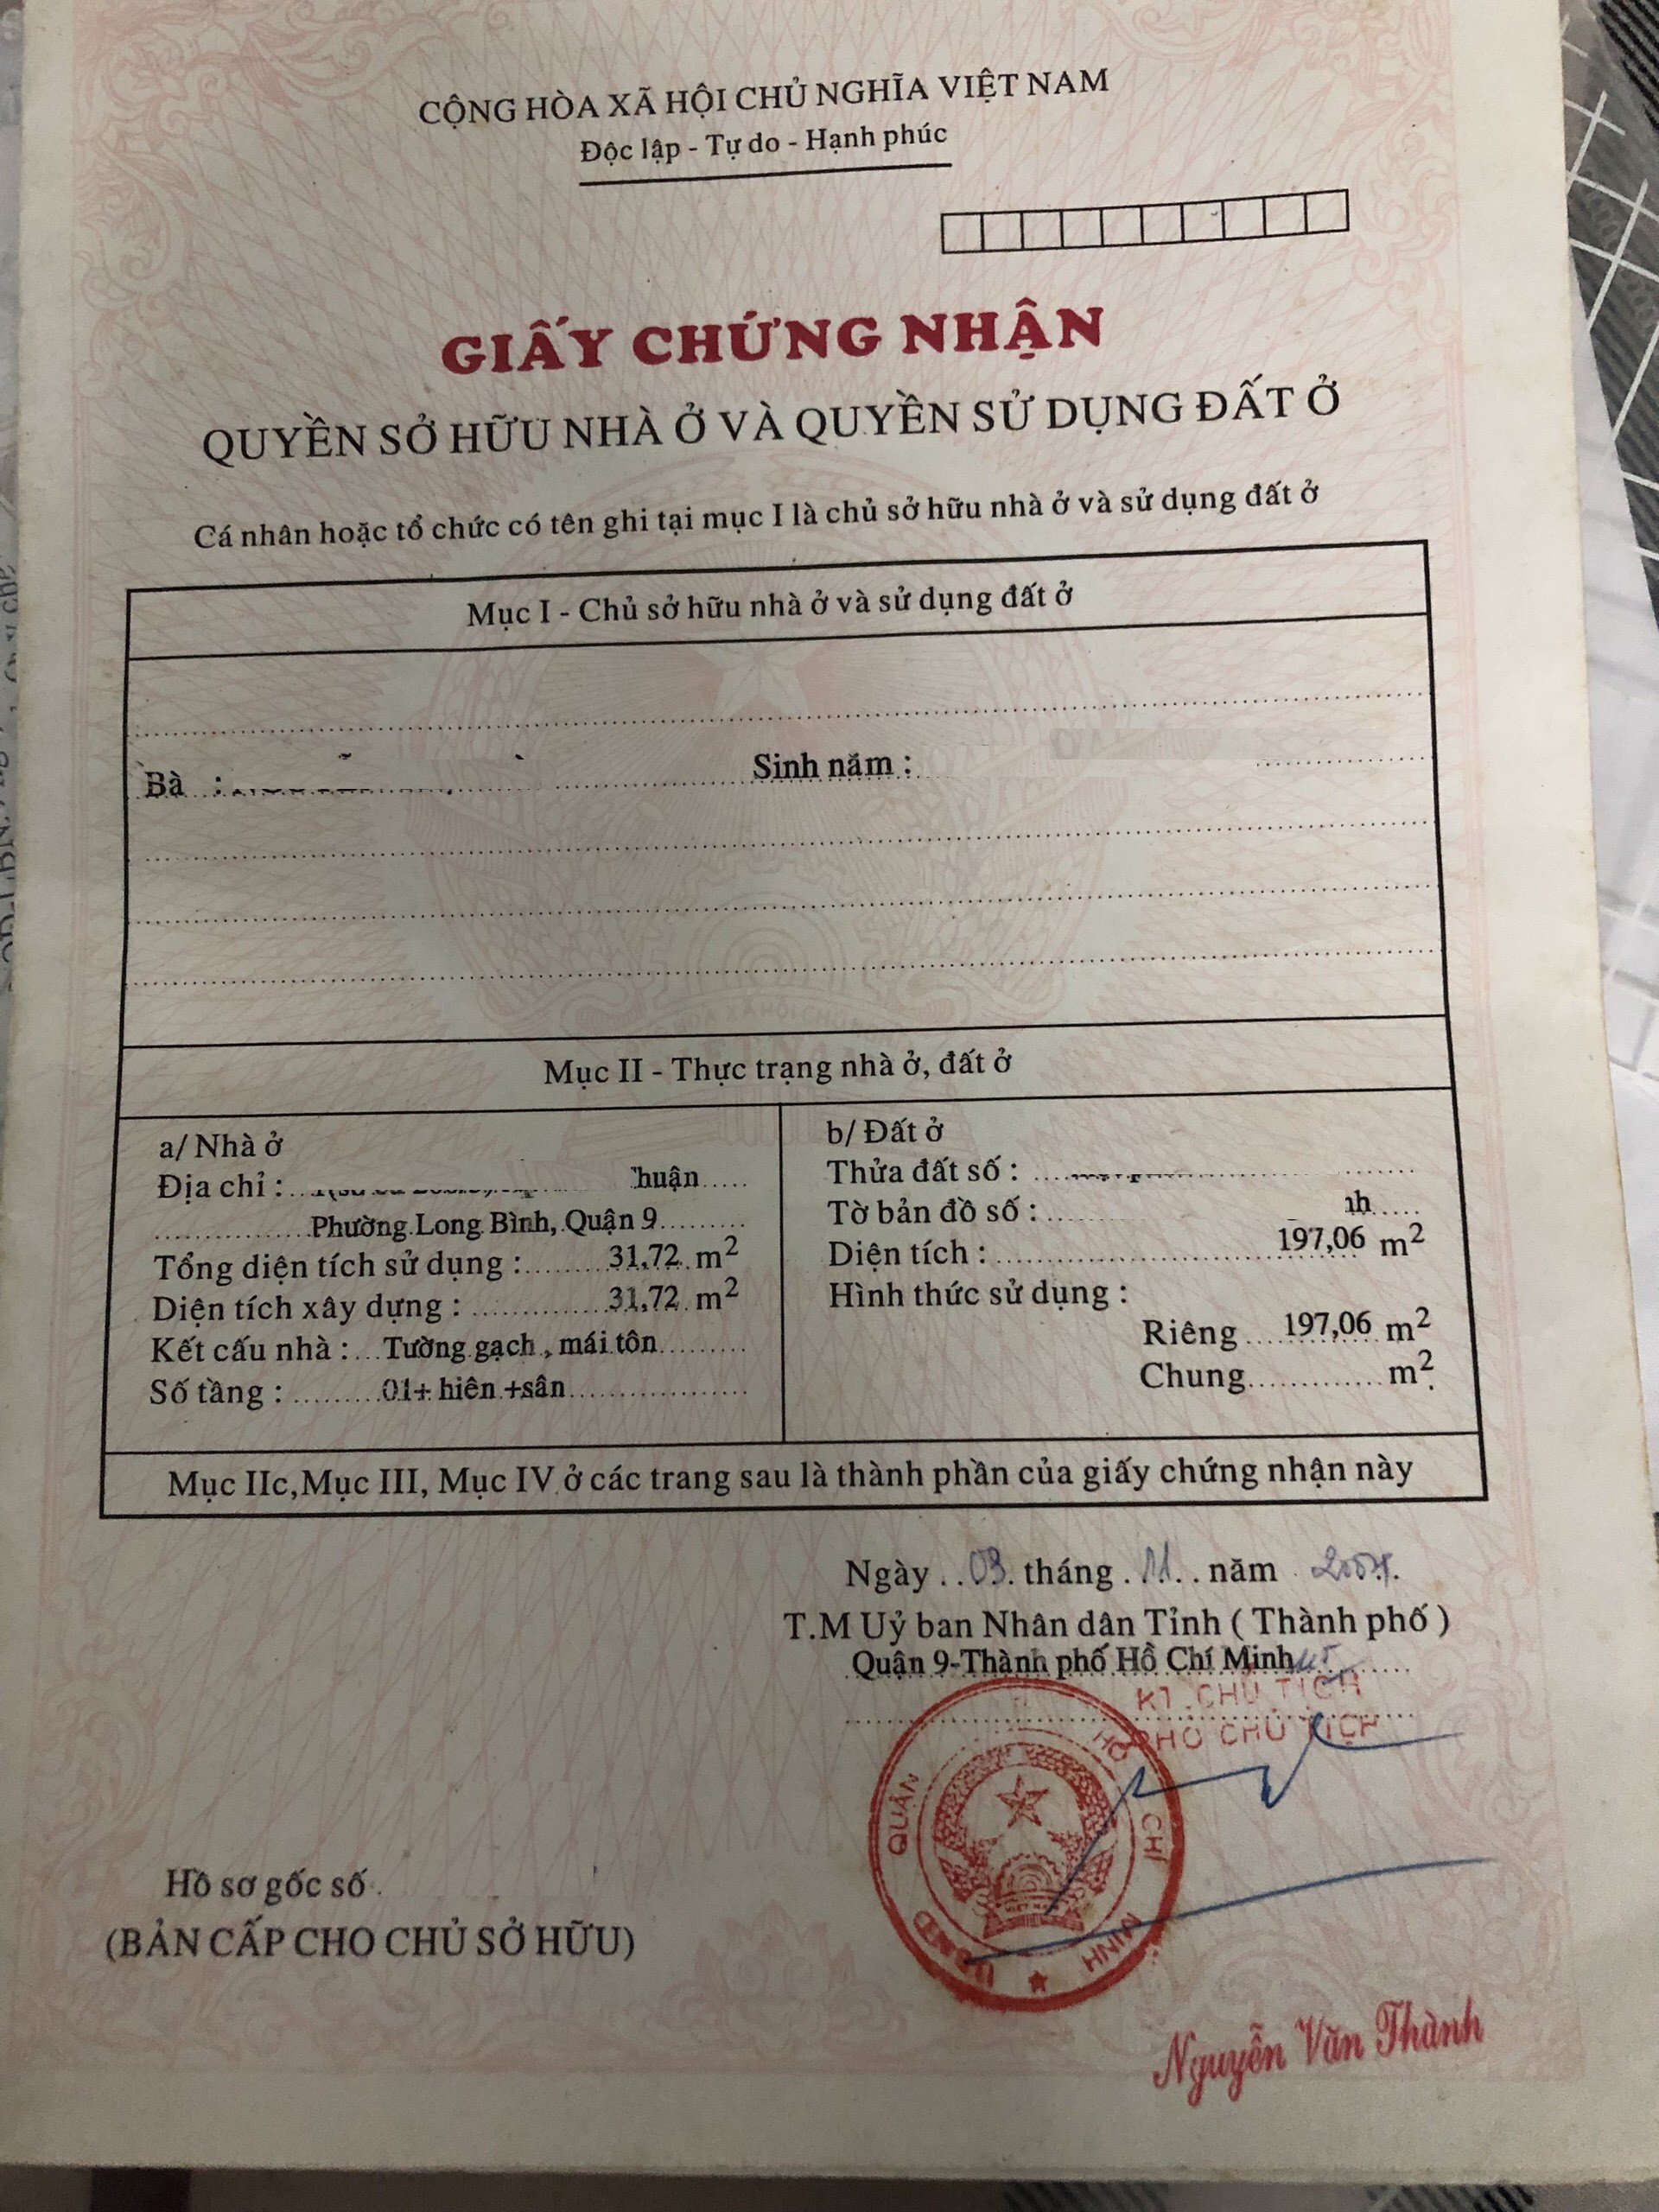 CỘNG HÒA XÃ HỘI CHỦ NGHĨA VIỆT NAM
Độc lập - Tự do - Hạnh phúc
GIẤY CHỨNG NHẬN
QUYỀN SỞ HỮU NHÀ Ở VÀ QUYỀN SỬ DỤNG ĐẤT Ở
Cá nhân hoặc tổ chức có tên ghi tại mục I là chủ sở hữu nhà ở và sử dụng đất ở
Mục I - Chủ sở hữu nhà ở và sử dụng đất ở
Bà : Sinh năm :
Mục II - Thực trạng nhà ở, đất ở
a/ Nhà ở
Địa chỉ : huận
Phường Long Bình, Quận 9
Tổng diện tích sử dụng : 31,72 m2
Diện tích xây dựng : 31,72 m2
Kết cấu nhà : Tường gạch , mái tôn
Số tầng : 01+ hiên +sân
b/ Đất ở
Thửa đất số :
Tờ bản đồ số :
Diện tích : 197,06 m2
Hình thức sử dụng :
Riêng 197,06 m2
Chung m2
Mục IIc,Mục III, Mục IV ở các trang sau là thành phần của giấy chứng nhận này
Ngày 03 tháng 11 năm
T.M Uỷ ban Nhân dân Tỉnh ( Thành phố )
Quận 9-Thành phố Hồ Chí Minh
KT.CHỦ TỊCH
PHÓ CHỦ TỊCH
QUẬN
HỒ CHÍ MINH
Hồ sơ gốc số
(BẢN CẤP CHO CHỦ SỞ HỮU)
Nguyễn Văn Thành